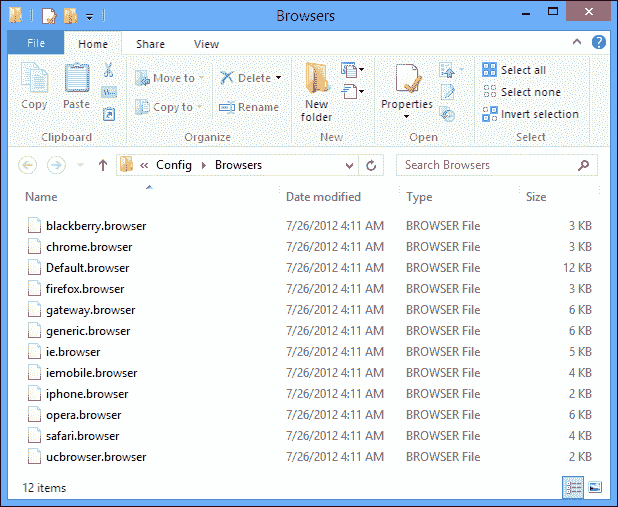 Browsers
File Home Share View
Copy Paste Move to Copy to Delete Rename New folder Properties Select all Select none Invert selection
Clipboard Organize New Open Select
« Config Browsers Search Browsers
Name Date modified Type Size
blackberry.browser 7/26/2012 4:11 AM BROWSER File 3 KB
chrome.browser 7/26/2012 4:11 AM BROWSER File 3 KB
Default.browser 7/26/2012 4:11 AM BROWSER File 12 KB
firefox.browser 7/26/2012 4:11 AM BROWSER File 3 KB
gateway.browser 7/26/2012 4:11 AM BROWSER File 6 KB
generic.browser 7/26/2012 4:11 AM BROWSER File 6 KB
ie.browser 7/26/2012 4:11 AM BROWSER File 5 KB
iemobile.browser 7/26/2012 4:11 AM BROWSER File 4 KB
iphone.browser 7/26/2012 4:11 AM BROWSER File 2 KB
opera.browser 7/26/2012 4:11 AM BROWSER File 6 KB
safari.browser 7/26/2012 4:11 AM BROWSER File 4 KB
ucbrowser.browser 7/26/2012 4:11 AM BROWSER File 2 KB
12 items